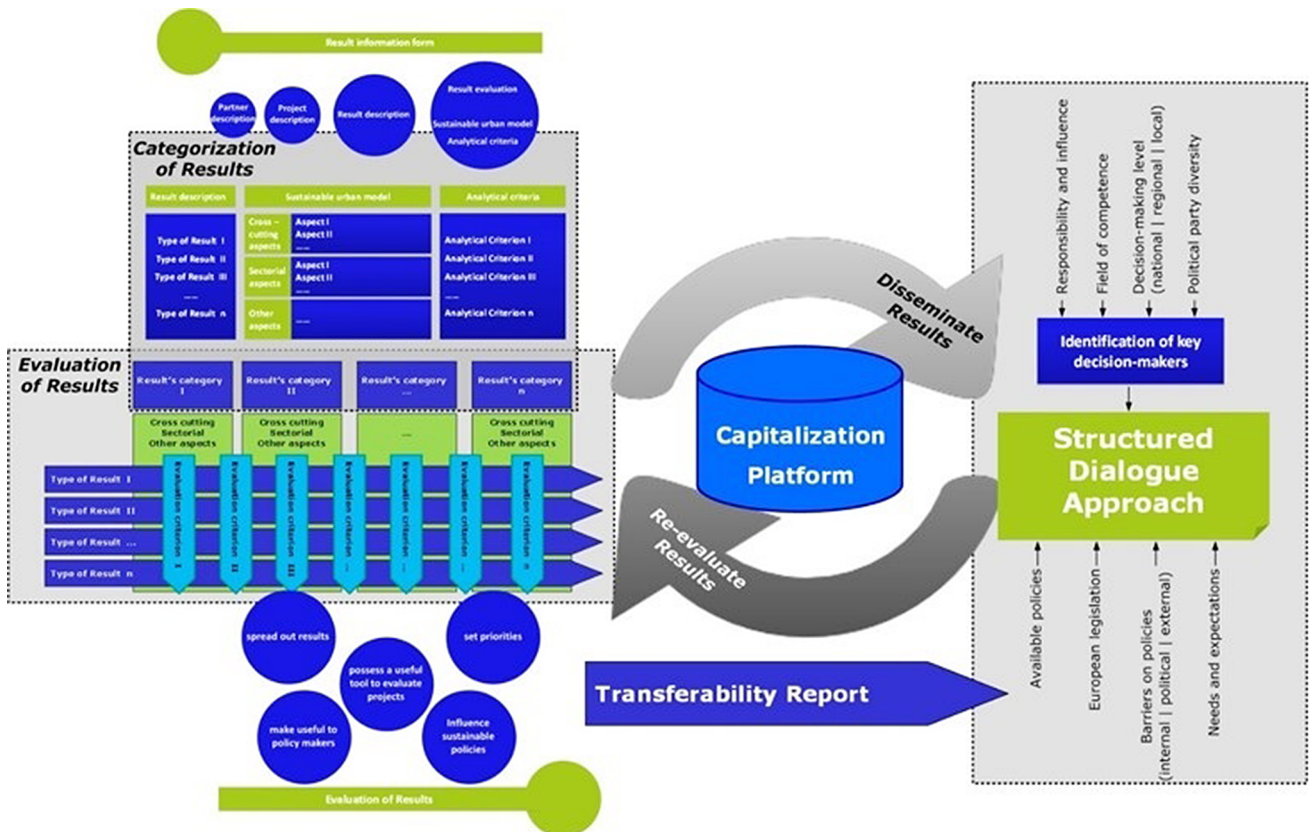 Result information form
Partner
description
Project
description
Result description
Result evaluation
Sustainable urban model
Analytical criteria
Categorization
of Results
Result description
Sustainable urban model
Analytical criteria
Type of Result I
Type of Result II
Type of Result III
.....
Type of Result n
Cross –
cutting
aspects
Aspect I
Aspect II
.....
Sectorial
aspects
Aspect I
Aspect II
.....
Other
aspects
.....
Analytical Criterion I
Analytical Criterion II
Analytical Criterion III
.....
Analytical Criterion n
Evaluation
of Results
Result's category
I
Result's category
II
Result's category
...
Result's category
n
Cross cutting
Sectorial
Other aspects
Cross cutting
Sectorial
Other aspects
...
Cross cutting
Sectorial
Other aspects
Type of Result I
Type of Result II
Type of Result ...
Type of Result n
Evaluation criterion I
Evaluation criterion II
Evaluation criterion III
Evaluation criterion ...
Evaluation criterion ...
Evaluation criterion ...
Evaluation criterion n
spread out results
set priorities
possess a useful
tool to evaluate
projects
make useful to
policy makers
Influence
sustainable
policies
Evaluation of Results
Disseminate
Results
Capitalization
Platform
Re-evaluate
Results
Transferability Report
Responsibility and influence
Field of competence
Decision-making level
(national | regional | local)
Political party diversity
Identification of key
decision-makers
Structured
Dialogue
Approach
Available policies
European legislation
Barriers on policies
(internal | political | external)
Needs and expectations